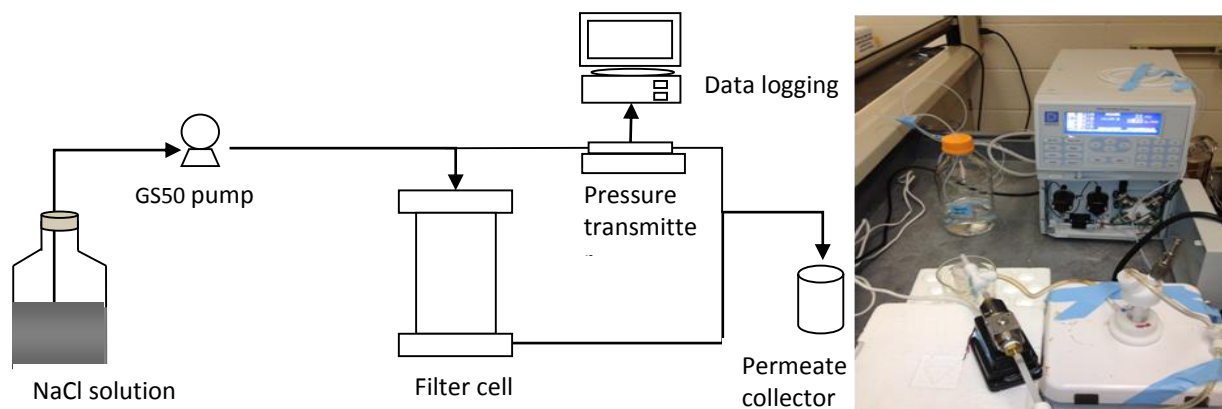 Data logging
GS50 pump
Pressure
transmitte
NaCl solution
Filter cell
Permeate
collector